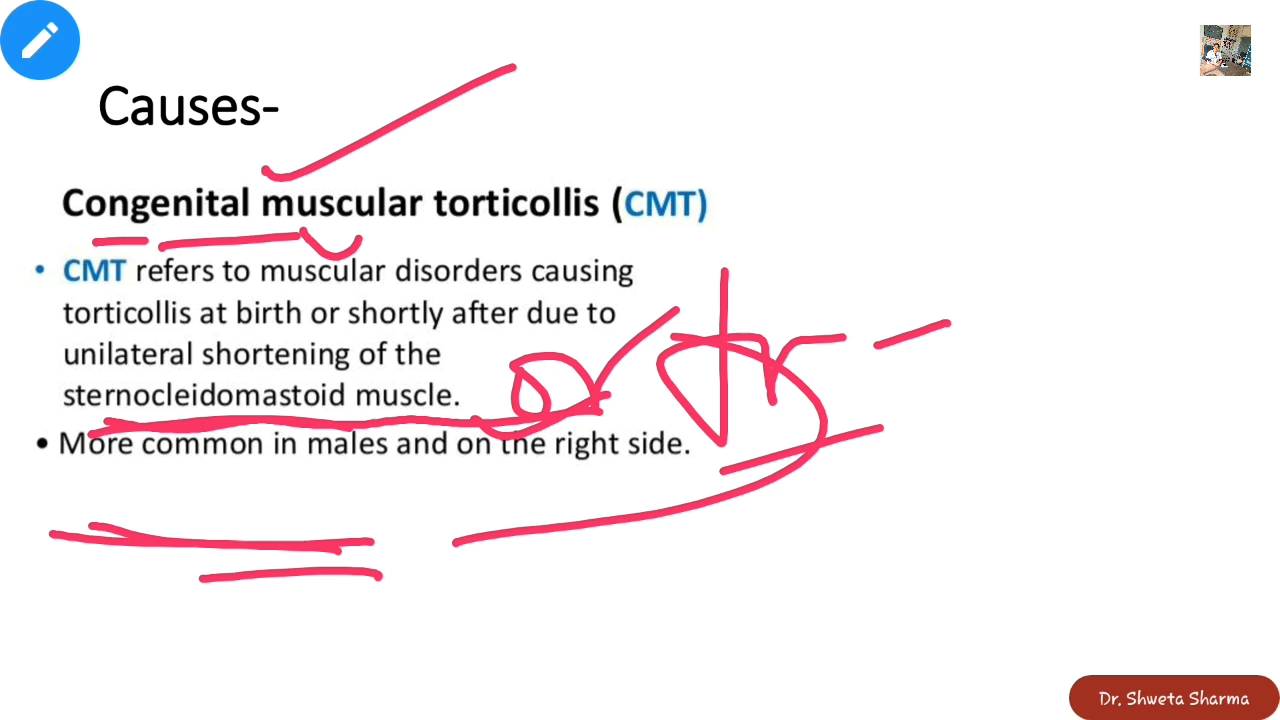 Causes-
Congenital muscular torticollis (CMT)
• CMT refers to muscular disorders causing
torticollis at birth or shortly after due to
unilateral shortening of the
sternocleidomastoid muscle.
• More common in males and on the right side.
Dr. Shweta Sharma